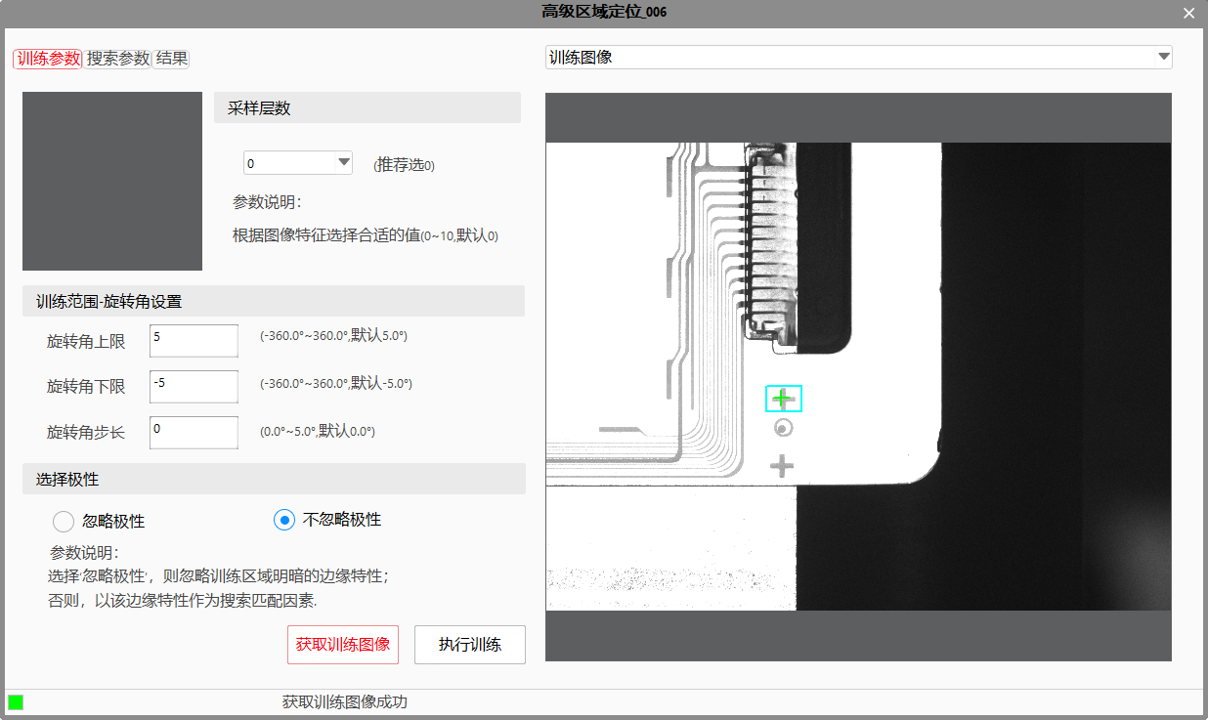 高级区域定位_006
训练参数 搜索参数 结果
训练图像
采样层数
0 (推荐选0)
参数说明:
根据图像特征选择合适的值(0~10,默认0)
训练范围-旋转角设置
旋转角上限 5 (-360.0°~360.0°,默认5.0°)
旋转角下限 -5 (-360.0°~360.0°,默认-5.0°)
旋转角步长 0 (0.0°~5.0°,默认0.0°)
选择极性
忽略极性 不忽略极性
参数说明:
选择'忽略极性', 则忽略训练区域明暗的边缘特性;
否则, 以该边缘特性作为搜索匹配因素.
获取训练图像 执行训练
获取训练图像成功